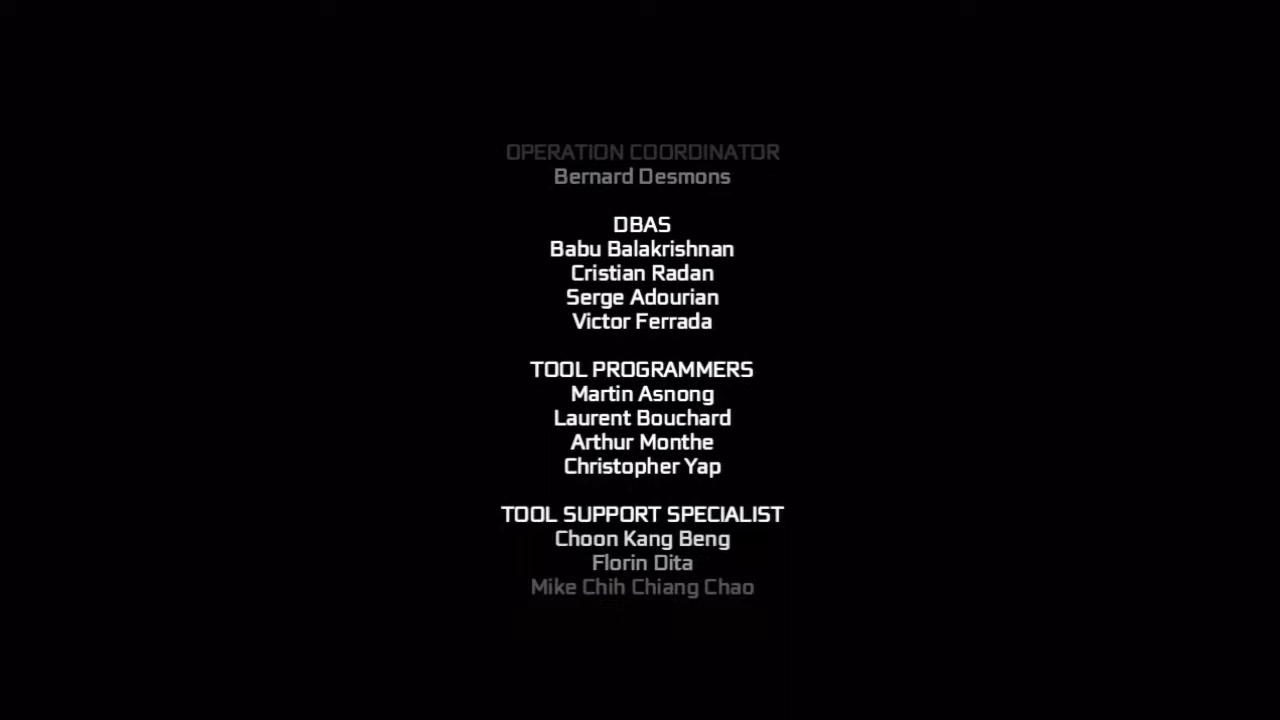 OPERATION COORDINATOR
Bernard Desmons
DBAS
Babu Balakrishnan
Cristian Radan
Serge Adourian
Victor Ferrada
TOOL PROGRAMMERS
Martin Asnong
Laurent Bouchard
Arthur Monthe
Christopher Yap
TOOL SUPPORT SPECIALIST
Choon Kang Beng
Florin Dita
Mike Chih Chiang Chao